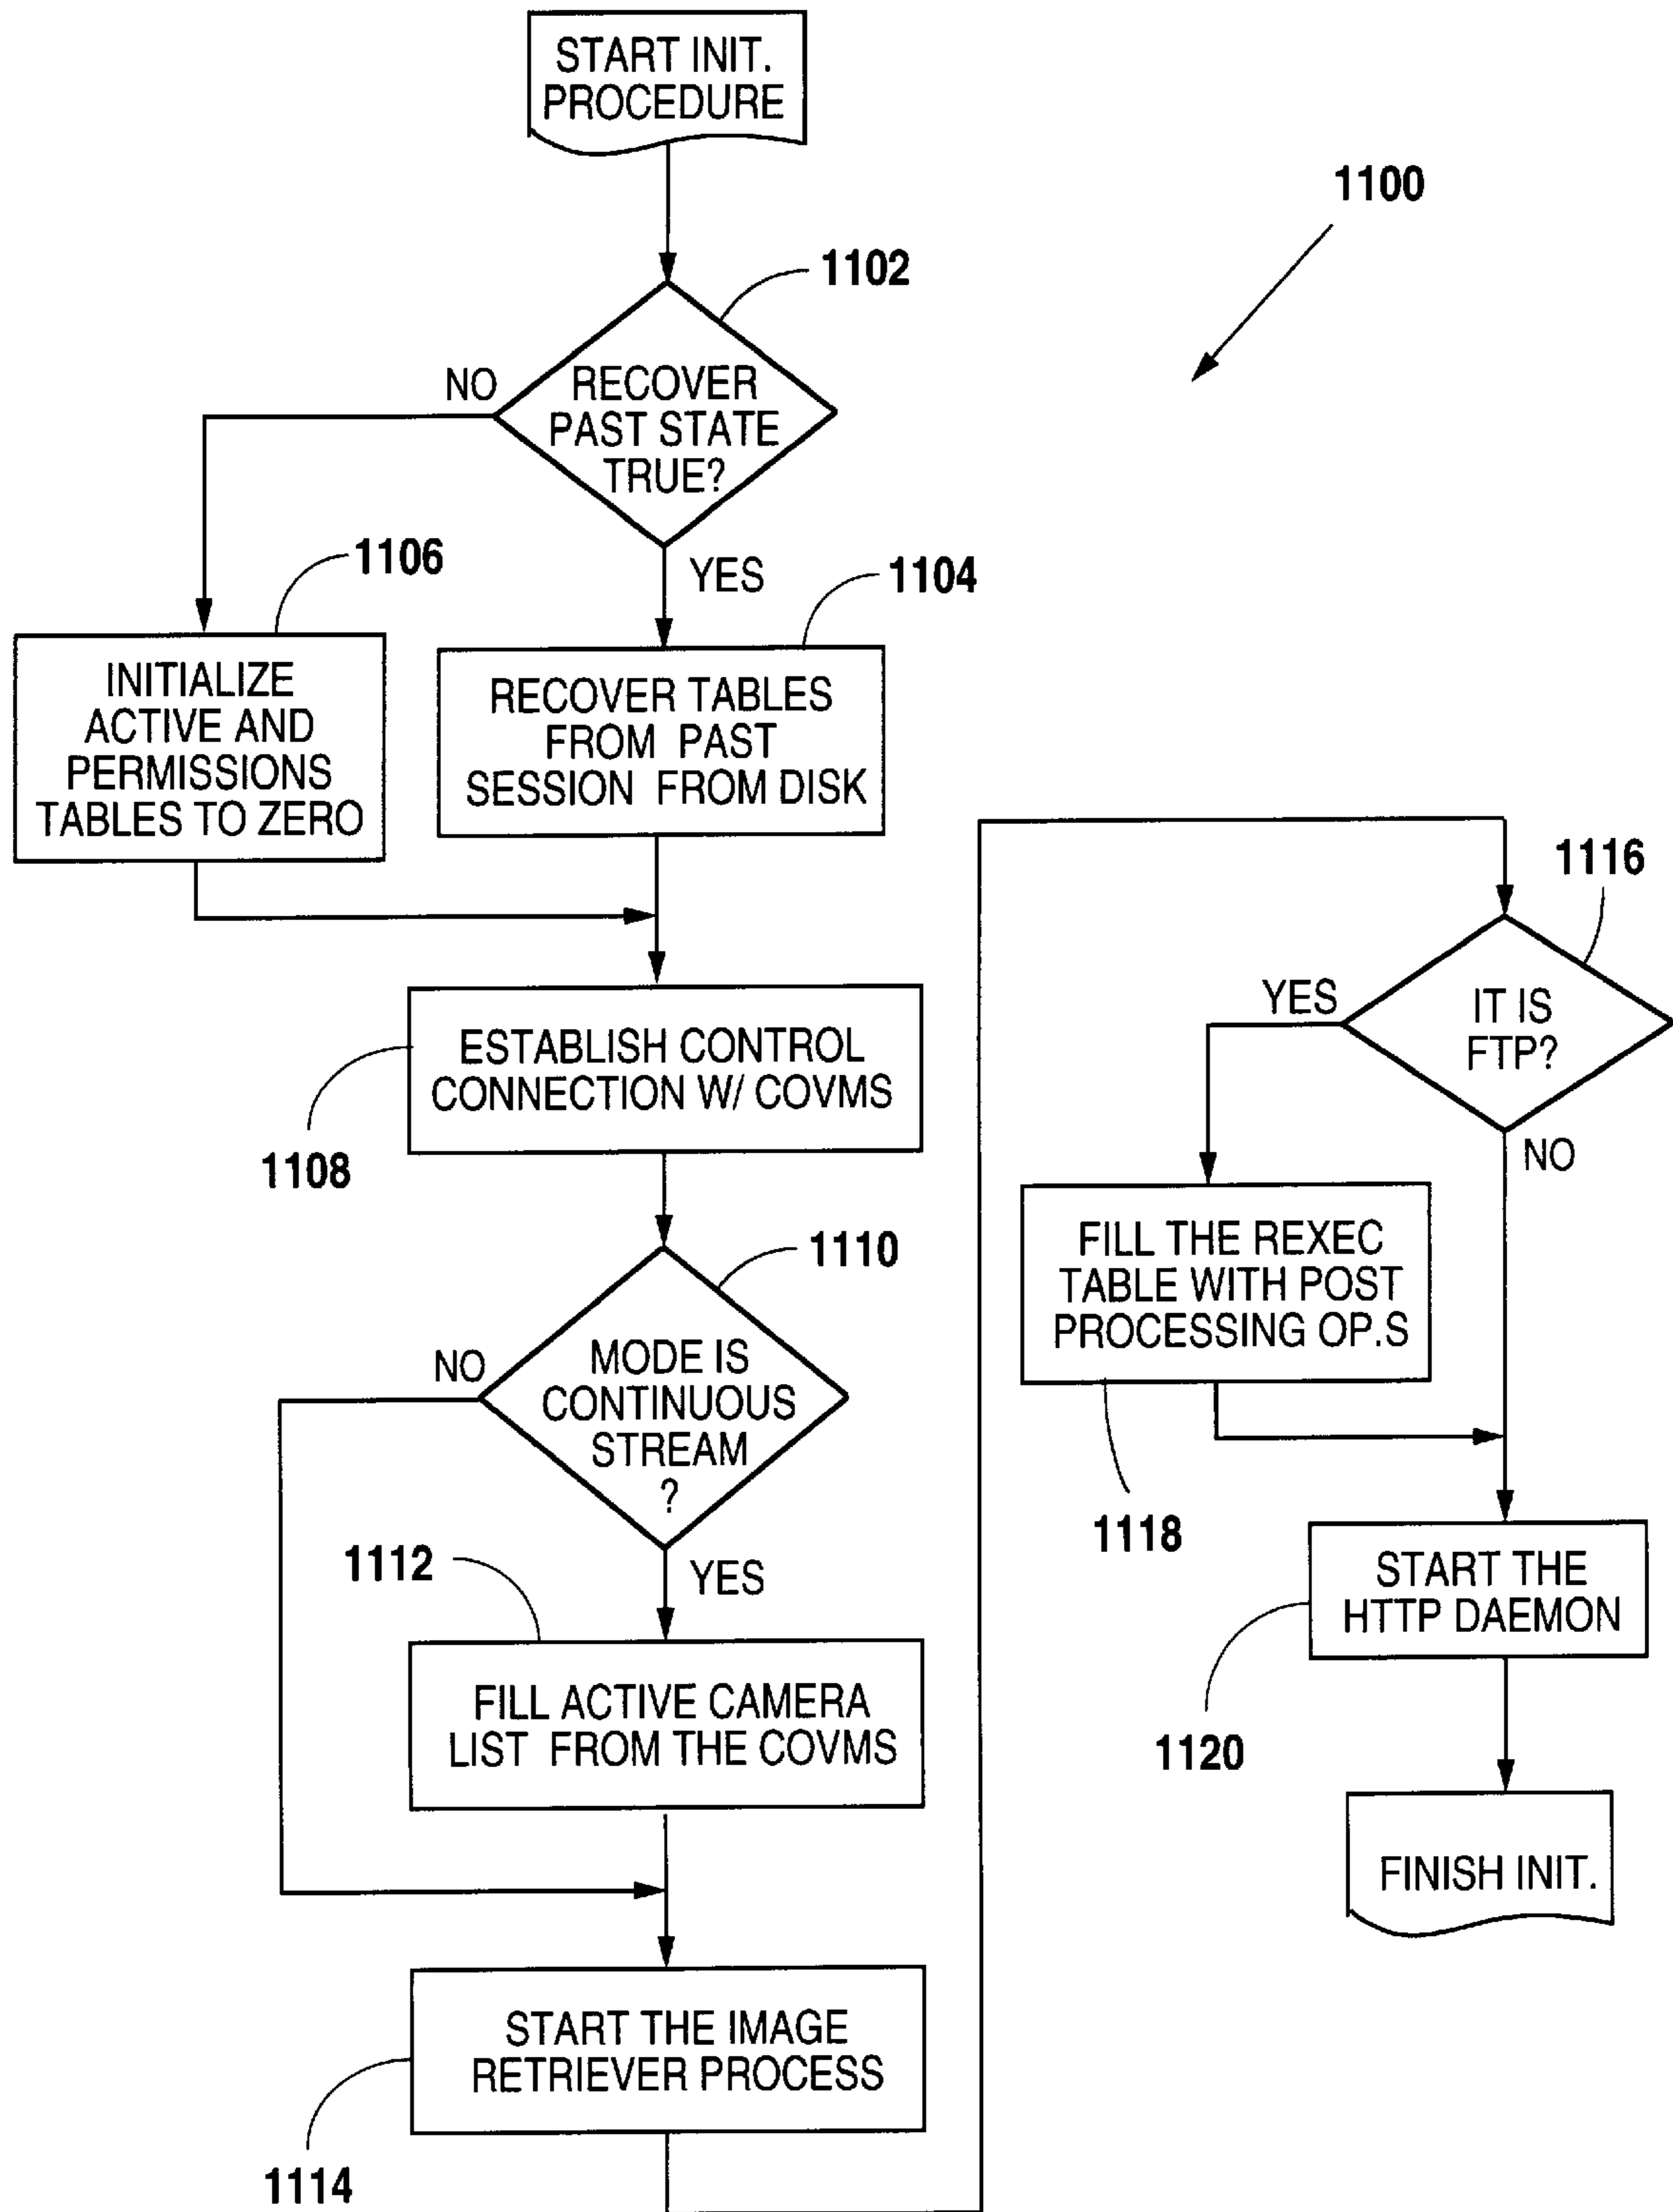 START INIT.
PROCEDURE
1100
1102
NO
RECOVER
PAST STATE
TRUE?
YES
1106
1104
INITIALIZE
ACTIVE AND
PERMISSIONS
TABLES TO ZERO
RECOVER TABLES
FROM PAST
SESSION FROM DISK
ESTABLISH CONTROL
CONNECTION W/ COVMS
1108
1110
NO
MODE IS
CONTINUOUS
STREAM
?
YES
1112
FILL ACTIVE CAMERA
LIST FROM THE COVMS
START THE IMAGE
RETRIEVER PROCESS
1114
1116
YES
IT IS
FTP?
NO
FILL THE REXEC
TABLE WITH POST
PROCESSING OP.S
1118
START THE
HTTP DAEMON
1120
FINISH INIT.